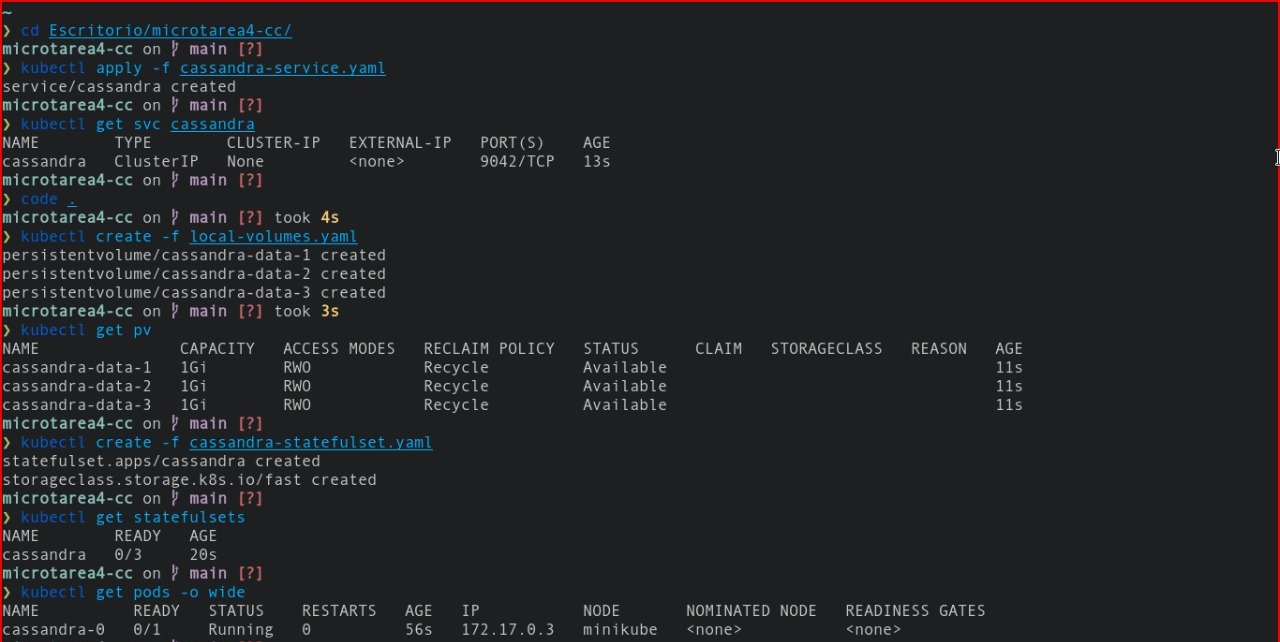 ~
❯ cd Escritorio/microtarea4-cc/
microtarea4-cc on  main [?]
❯ kubectl apply -f cassandra-service.yaml
service/cassandra created
microtarea4-cc on  main [?]
❯ kubectl get svc cassandra
NAME        TYPE        CLUSTER-IP   EXTERNAL-IP   PORT(S)    AGE
cassandra   ClusterIP   None         <none>        9042/TCP   13s
microtarea4-cc on  main [?]
❯ code .
microtarea4-cc on  main [?] took 4s
❯ kubectl create -f local-volumes.yaml
persistentvolume/cassandra-data-1 created
persistentvolume/cassandra-data-2 created
persistentvolume/cassandra-data-3 created
microtarea4-cc on  main [?] took 3s
❯ kubectl get pv
NAME               CAPACITY   ACCESS MODES   RECLAIM POLICY   STATUS      CLAIM   STORAGECLASS   REASON   AGE
cassandra-data-1   1Gi        RWO            Recycle          Available                                   11s
cassandra-data-2   1Gi        RWO            Recycle          Available                                   11s
cassandra-data-3   1Gi        RWO            Recycle          Available                                   11s
microtarea4-cc on  main [?]
❯ kubectl create -f cassandra-statefulset.yaml
statefulset.apps/cassandra created
storageclass.storage.k8s.io/fast created
microtarea4-cc on  main [?]
❯ kubectl get statefulsets
NAME        READY   AGE
cassandra   0/3     20s
microtarea4-cc on  main [?]
❯ kubectl get pods -o wide
NAME          READY   STATUS    RESTARTS   AGE   IP           NODE       NOMINATED NODE   READINESS GATES
cassandra-0   0/1     Running   0          56s   172.17.0.3   minikube   <none>           <none>